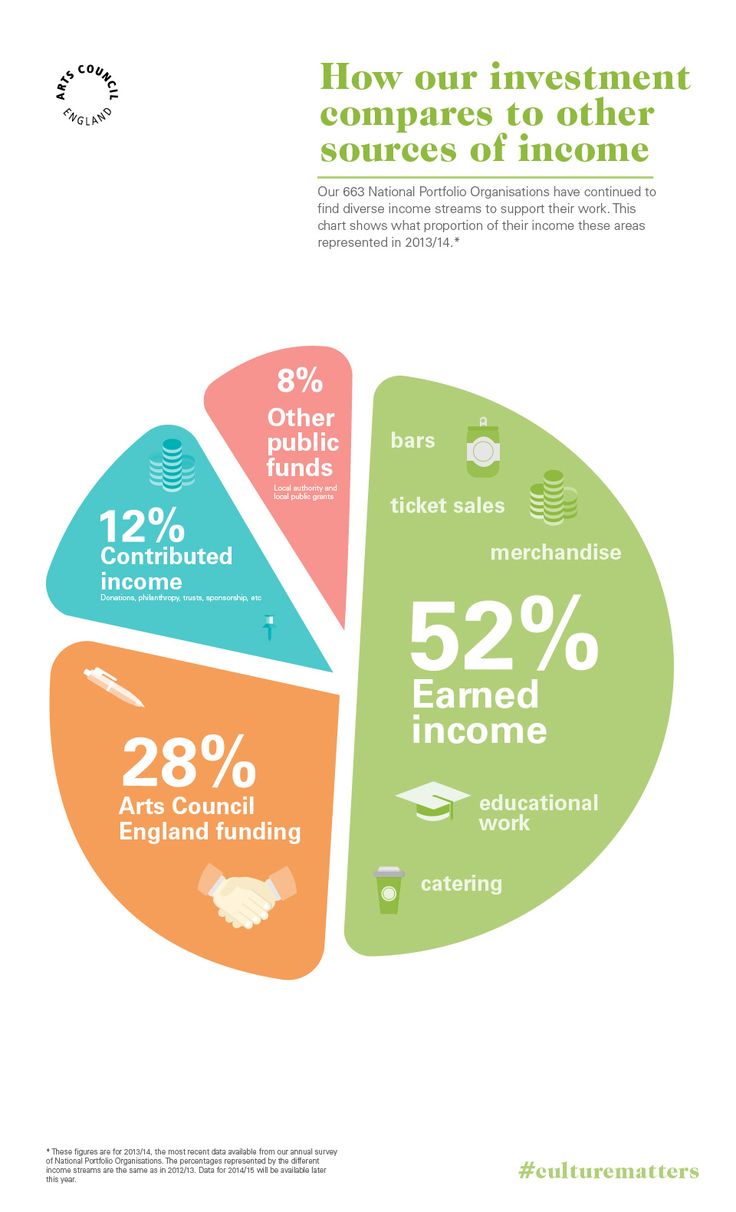 ARTS COUNCIL
ENGLAND
How our investment
compares to other
sources of income
Our 663 National Portfolio Organisations have continued to
find diverse income streams to support their work. This
chart shows what proportion of their income these areas
represented in 2013/14.*
8%
Other
public
funds
Local authority and
local public grants
12%
Contributed
income
Donations, philanthropy, trusts, sponsorship, etc
28%
Arts Council
England funding
bars
ticket sales
merchandise
52%
Earned
income
educational
work
catering
* These figures are for 2013/14, the most recent data available from our annual survey
of National Portfolio Organisations. The percentages represented by the different
income streams are the same as in 2012/13. Data for 2014/15 will be available later
this year.
#culturematters